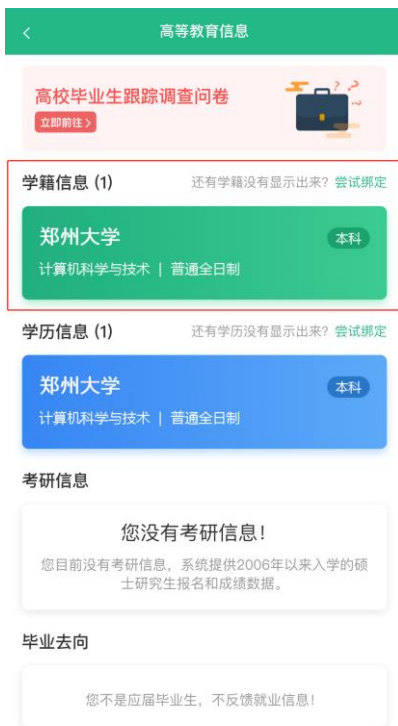 高等教育信息
高校毕业生跟踪调查问卷
立即前往 >
学籍信息 (1) 还有学籍没有显示出来？尝试绑定
郑州大学 本科
计算机科学与技术 | 普通全日制
学历信息 (1) 还有学历没有显示出来？尝试绑定
郑州大学 本科
计算机科学与技术 | 普通全日制
考研信息
您没有考研信息！
您目前没有考研信息，系统提供2006年以来入学的硕
士研究生报名和成绩数据。
毕业去向
您不是应届毕业生，不反馈就业信息！